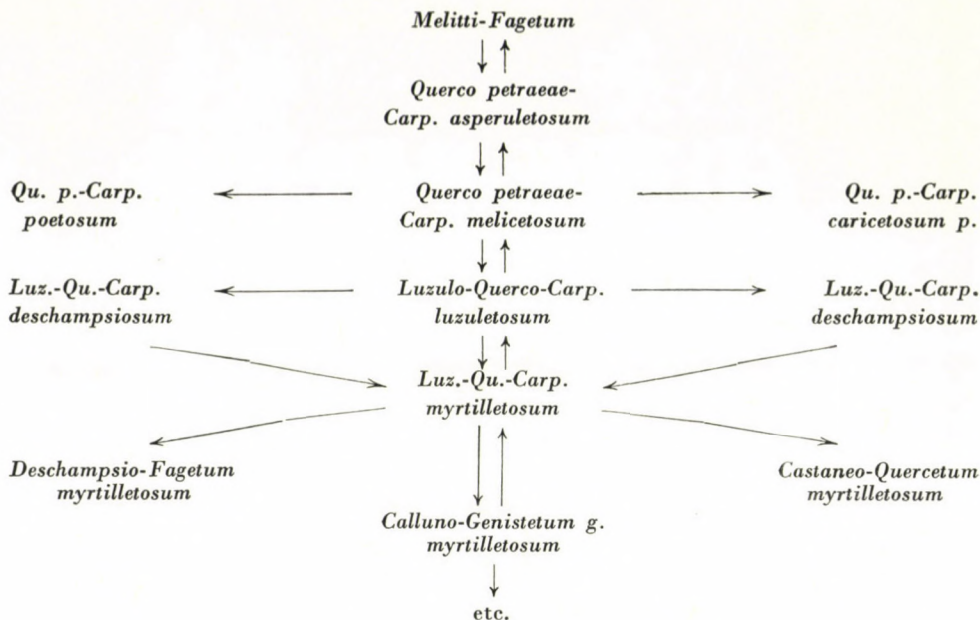 Melitti-Fagetum
Querco petraeae-
Carp. asperuletosum
Qu. p.-Carp.
poetosum
Querco petraeae-
Carp. melicetosum
Qu. p.-Carp.
caricetosum p.
Luz.-Qu.-Carp.
deschampsiosum
Luzulo-Querco-Carp.
luzuletosum
Luz.-Qu.-Carp.
deschampsiosum
Luz.-Qu.-Carp.
myrtilletosum
Deschampsio-Fagetum
myrtilletosum
Castaneo-Quercetum
myrtilletosum
Calluno-Genistetum g.
myrtilletosum
etc.